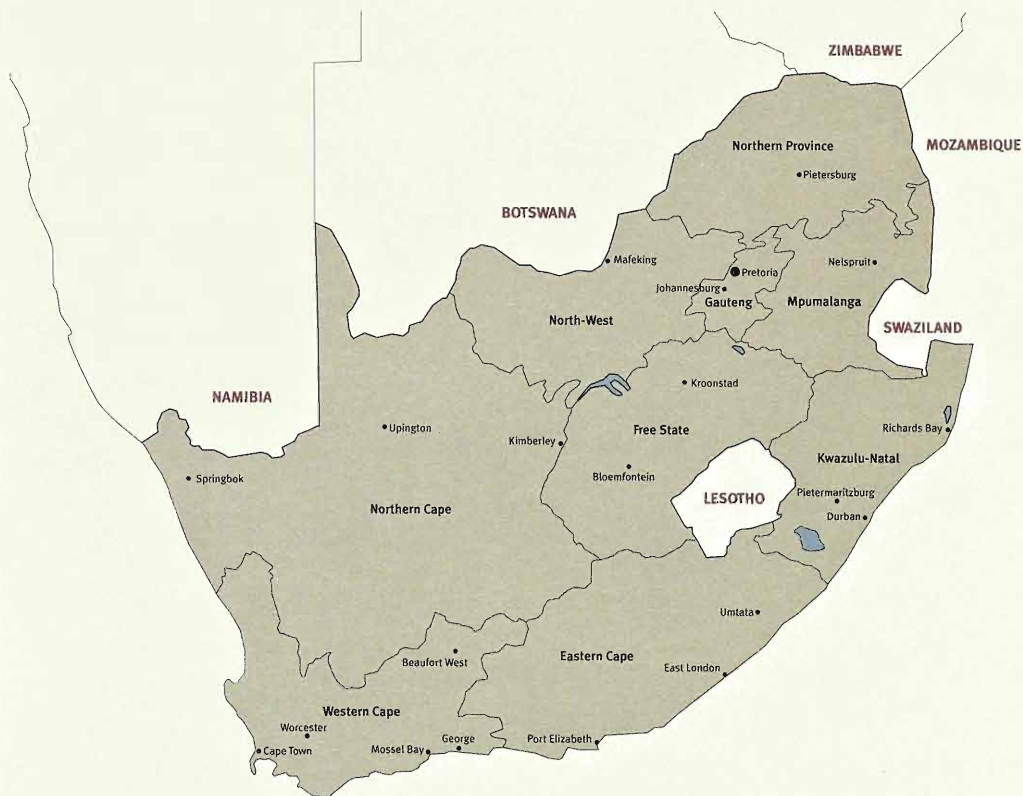 ZIMBABWE
Northern Province
MOZAMBIQUE
Pietersburg
BOTSWANA
Mafeking
Nelspruit
Pretoria
Johannesburg
Gauteng
Mpumalanga
North-West
SWAZILAND
Kroonstad
NAMIBIA
Upington
Kimberley
Free State
Richards Bay
Kwazulu-Natal
Bloemfontein
Springbok
Pietermaritzburg
LESOTHO
Northern Cape
Durban
Umtata
Eastern Cape
Beaufort West
East London
Western Cape
Worcester
George
Port Elizabeth
Cape Town
Mossel Bay